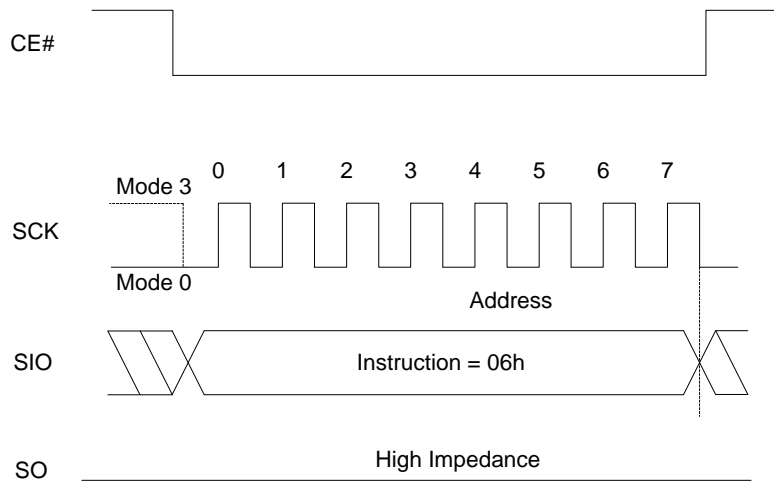 CE#
0 1 2 3 4 5 6 7
Mode 3
SCK
Mode 0
Address
SIO
Instruction = 06h
High Impedance
SO